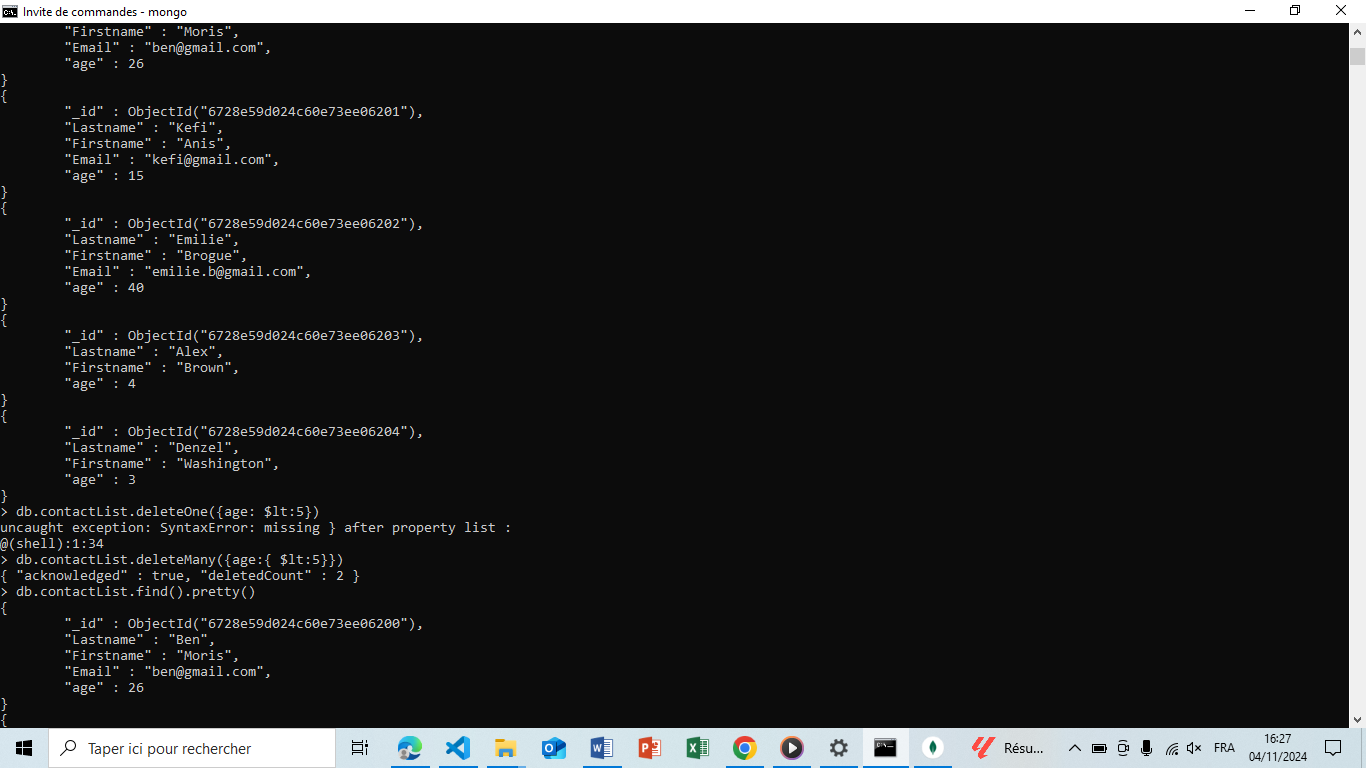 Invite de commandes - mongo
"Firstname" : "Moris",
"Email" : "ben@gmail.com",
"age" : 26
}
{
"_id" : ObjectId("6728e59d024c60e73ee06201"),
"Lastname" : "Kefi",
"Firstname" : "Anis",
"Email" : "kefi@gmail.com",
"age" : 15
}
{
"_id" : ObjectId("6728e59d024c60e73ee06202"),
"Lastname" : "Emilie",
"Firstname" : "Brogue",
"Email" : "emilie.b@gmail.com",
"age" : 40
}
{
"_id" : ObjectId("6728e59d024c60e73ee06203"),
"Lastname" : "Alex",
"Firstname" : "Brown",
"age" : 4
}
{
"_id" : ObjectId("6728e59d024c60e73ee06204"),
"Lastname" : "Denzel",
"Firstname" : "Washington",
"age" : 3
}
> db.contactList.deleteOne({age: $lt:5})
uncaught exception: SyntaxError: missing } after property list :
@(shell):1:34
> db.contactList.deleteMany({age:{ $lt:5}})
{ "acknowledged" : true, "deletedCount" : 2 }
> db.contactList.find().pretty()
{
"_id" : ObjectId("6728e59d024c60e73ee06200"),
"Lastname" : "Ben",
"Firstname" : "Moris",
"Email" : "ben@gmail.com",
"age" : 26
}
{
Taper ici pour rechercher
Résu...
FRA
16:27
04/11/2024